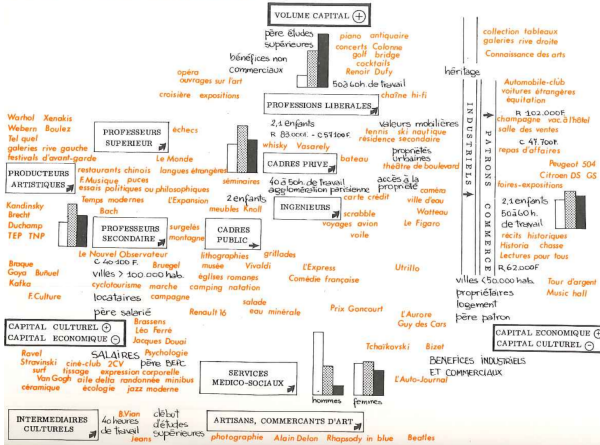 VOLUME CAPITAL +
père études
supérieures
piano antiquaire
concerts Colonne
golf bridge
cocktails
Renoir Dufy
50 à 60h. de travail
chaîne hi-fi
bénéfices non
commerciaux
opéra
ouvrages sur l'art
croisière expositions
PROFESSIONS LIBERALES
collection tableaux
galeries rive droite
Connaissance des arts
héritage
INDUSTRIELS
PATRONS COMMERCE
Automobile-club
voitures étrangères
équitation
R 102.000F
champagne voc à l'hôtel
salle des ventes
C 47.700F
repas d'affaires
Peugeot 504
Citroen DS GS
foires-expositions
2,1 enfants
50 à 60h.
de travail
récits historiques
Historia chasse
Lectures pour tous
R 62.000F
Warhol Xenakis
Webern Boulez
Tel quel
galeries rive gauche
festivals d'avant-garde
PROFESSEURS
SUPERIEUR
échecs
Le Monde
langues étrangères
2,1 enfants
R 83.000F - C 57100F
whisky Vasarely
CADRES PRIVE
bateau
valeurs mobilières
tennis ski nautique
résidence secondaire
propriétés
urbaines
théâtre de boulevard
PRODUCTEURS
ARTISTIQUES
restaurants chinois
F.Musique puces
essais politiques ou philosophiques
Temps modernes
L'Expansion
séminaires
40 à 50h. de travail
agglomération parisienne
accès à la
propriété
2 enfants
meubles Knoll
INGENIEURS
carte crédit
scrabble
voyages avion
voile
caméra
ville d'eau
Watteau
Le Figaro
Kandinsky
Brecht
Duchamp
TEP TNP
Bach
PROFESSEURS
SECONDAIRE
surgelés
montagne
CADRES
PUBLIC
Le Nouvel Observateur
C 40.100F.
villes > 100.000 hab.
Braque
Goya Buñuel
Kafka
F.Culture
lithographies
grillades
Bruegel
musée Vivaldi
L'Express
Utrillo
églises romanes
Comédie française
cyclotourisme marche camping natation
locataires
campagne
père salarié
salade
Renault 16
eau minérale
Prix Goncourt
L'Aurore
Guy des Cars
villes < 50.000 hab.
propriétaires
logement
père patron
Tour d'argent
Music hall
CAPITAL CULTUREL +
CAPITAL ECONOMIQUE -
CAPITAL ECONOMIQUE +
CAPITAL CULTUREL -
Brassens
Léo Ferré
Jacques Douai
Tchaïkovski
Bizet
Ravel
Stravinski
SALAIRES
Psychologie
père BEPC
ciné-club 2CV
surf tissage expression corporelle
Van Gogh aile delta randonnée minibus
céramique écologie jazz moderne
SERVICES
MEDICO-SOCIAUX
hommes
femmes
L'Auto-Journal
BENEFICES INDUSTRIELS
ET COMMERCIAUX
INTERMEDIAIRES
CULTURELS
B.Vian
40 heures
de travail
Jeans
début
d'études
supérieures
ARTISANS, COMMERCANTS D'ART
photographie Alain Delon Rhapsody in blue Beatles